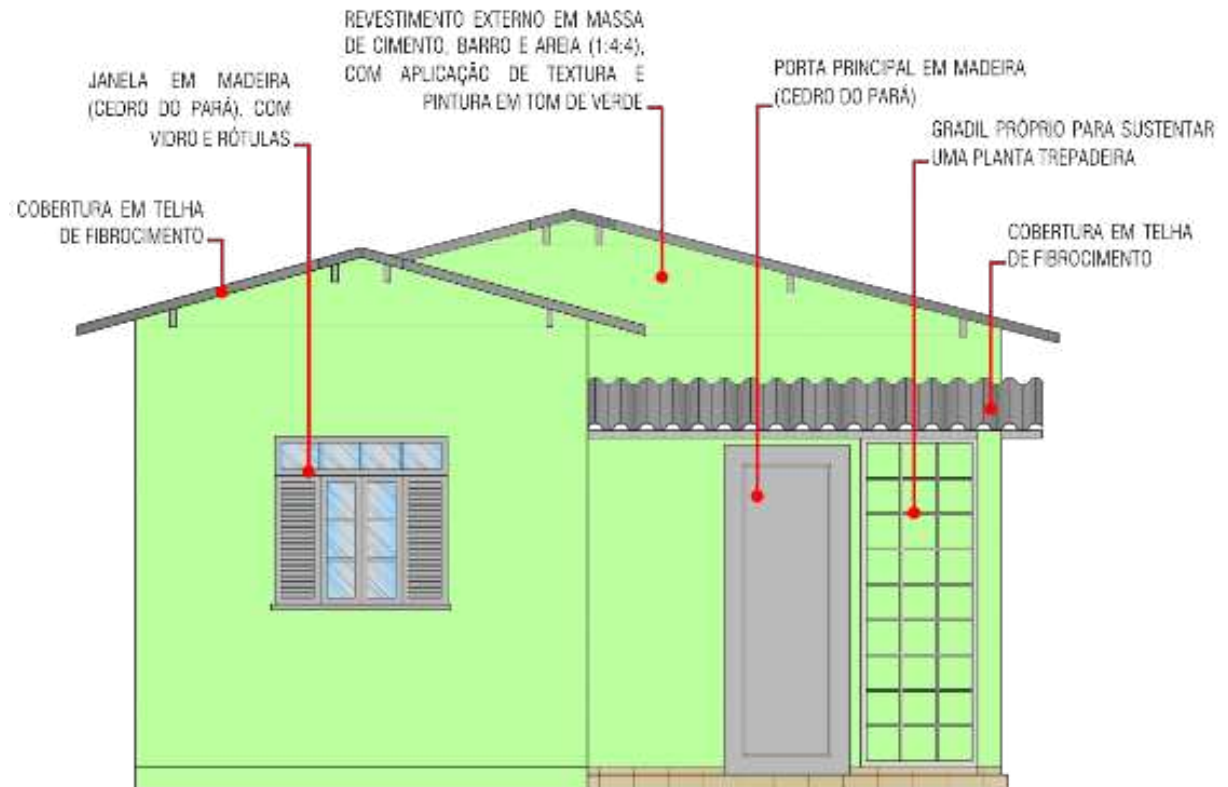 REVESTIMENTO EXTERNO EM MASSA
DE CIMENTO, BARRO E AREIA (1:4:4),
COM APLICAÇÃO DE TEXTURA E
PINTURA EM TOM DE VERDE
JANELA EM MADEIRA
(CEDRO DO PARÁ), COM
VIDRO E RÓTULAS
PORTA PRINCIPAL EM MADEIRA
(CEDRO DO PARÁ)
GRADIL PRÓPRIO PARA SUSTENTAR
UMA PLANTA TREPADEIRA
COBERTURA EM TELHA
DE FIBROCIMENTO
COBERTURA EM TELHA
DE FIBROCIMENTO